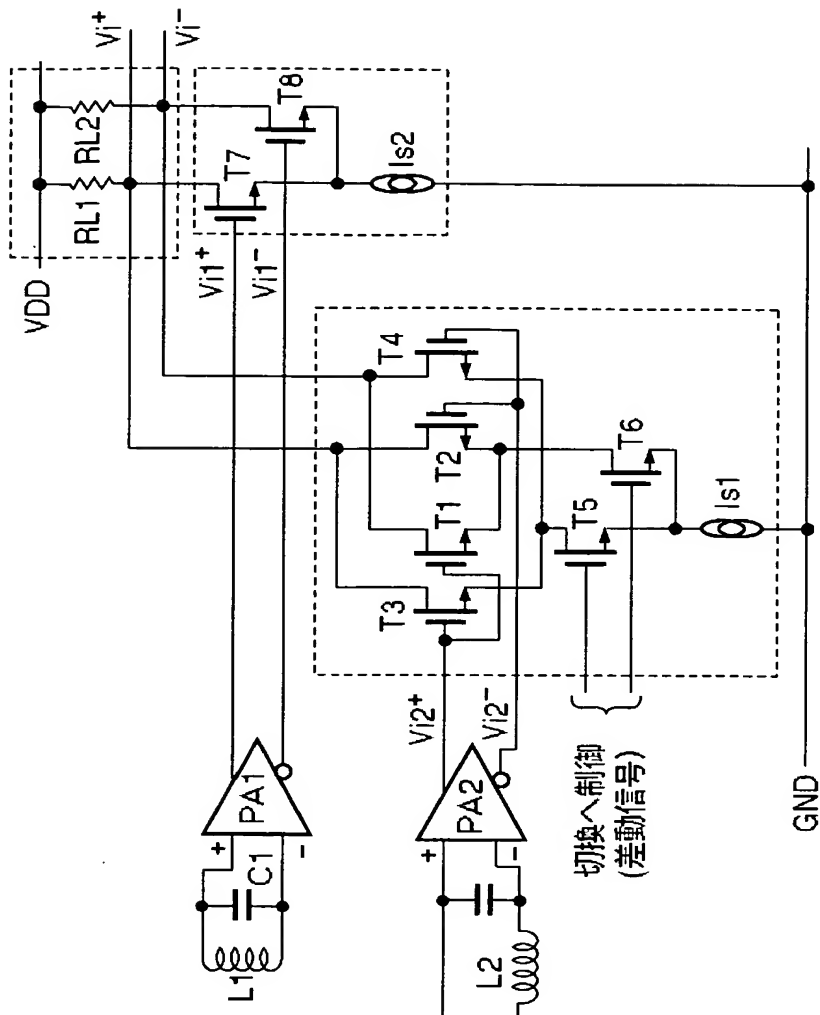 Vi⁺
Vi⁻
VDD
RL1
RL2
T7
T8
Is2
Vi1⁺
Vi1⁻
T4
T2
T1
T3
T6
T5
Is1
PA1
+
-
C1
L1
Vi2⁺
Vi2⁻
PA2
+
-
L2
切換へ制御
(差動信号)
GND